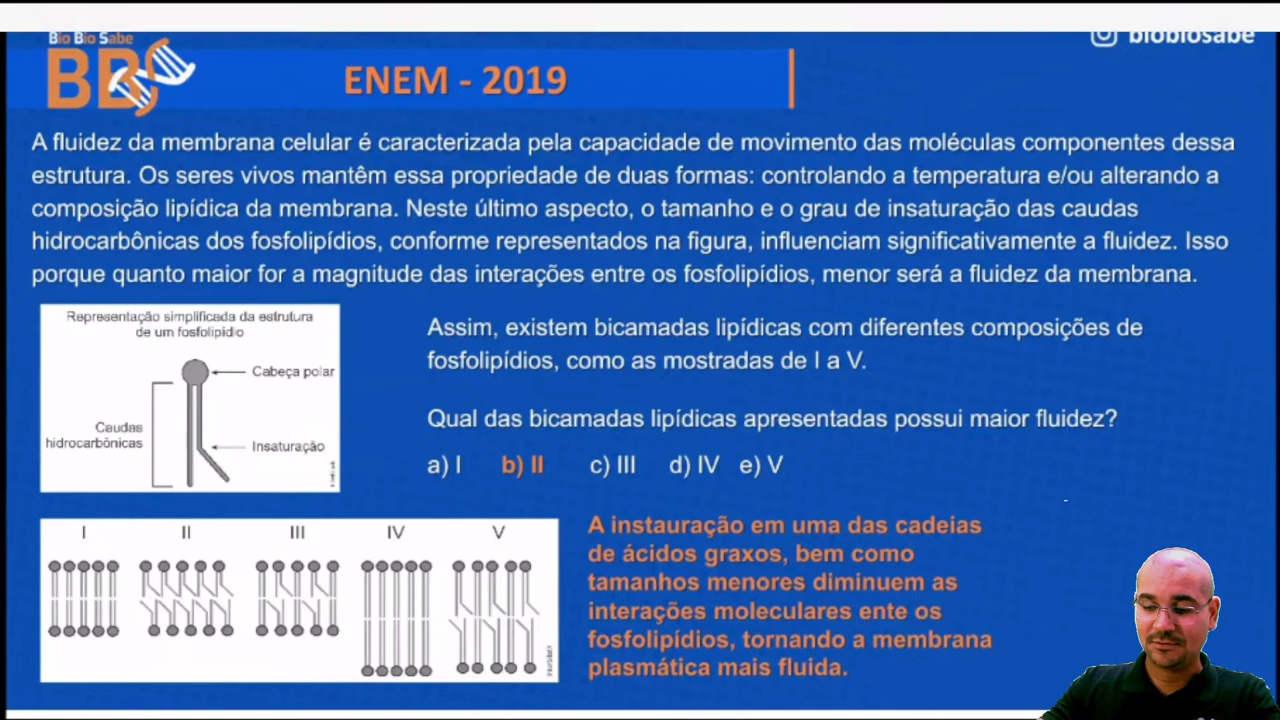 Bio Bio Sabe
BBS
biobiosabe
ENEM - 2019
A fluidez da membrana celular é caracterizada pela capacidade de movimento das moléculas componentes dessa
estrutura. Os seres vivos mantêm essa propriedade de duas formas: controlando a temperatura e/ou alterando a
composição lipídica da membrana. Neste último aspecto, o tamanho e o grau de insaturação das caudas
hidrocarbônicas dos fosfolipídios, conforme representados na figura, influenciam significativamente a fluidez. Isso
porque quanto maior for a magnitude das interações entre os fosfolipídios, menor será a fluidez da membrana.
Representação simplificada da estrutura
de um fosfolipídio
Cabeça polar
Caudas
hidrocarbônicas
Insaturação
Assim, existem bicamadas lipídicas com diferentes composições de
fosfolipídios, como as mostradas de I a V.
Qual das bicamadas lipídicas apresentadas possui maior fluidez?
a) I b) II c) III d) IV e) V
I II III IV V
A instauração em uma das cadeias
de ácidos graxos, bem como
tamanhos menores diminuem as
interações moleculares ente os
fosfolipídios, tornando a membrana
plasmática mais fluida.